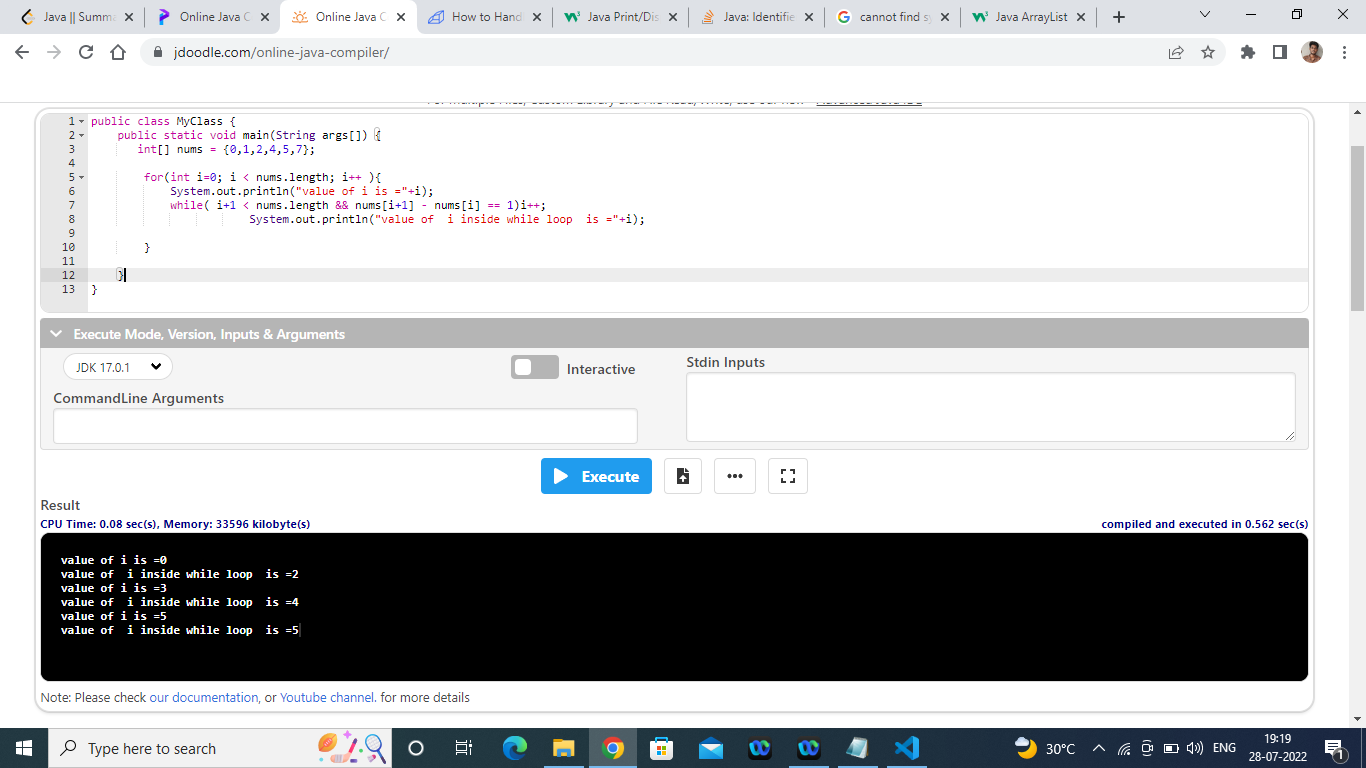 Java || Summa
Online Java C
Online Java C
How to Hand
Java Print/Dis
Java: Identifie
cannot find sy
Java ArrayList
jdoodle.com/online-java-compiler/
1 public class MyClass {
2 public static void main(String args[]) {
3 int[] nums = {0,1,2,4,5,7};
4
5 for(int i=0; i < nums.length; i++ ){
6 System.out.println("value of i is ="+i);
7 while( i+1 < nums.length && nums[i+1] - nums[i] == 1)i++;
8 System.out.println("value of  i inside while loop  is ="+i);
9
10 }
11
12 }
13 }
Execute Mode, Version, Inputs & Arguments
JDK 17.0.1
Interactive
Stdin Inputs
CommandLine Arguments
Execute
Result
CPU Time: 0.08 sec(s), Memory: 33596 kilobyte(s)
compiled and executed in 0.562 sec(s)
value of i is =0
value of  i inside while loop  is =2
value of i is =3
value of  i inside while loop  is =4
value of i is =5
value of  i inside while loop  is =5
Note: Please check our documentation, or Youtube channel. for more details
Type here to search
30°C
ENG
19:19
28-07-2022
1